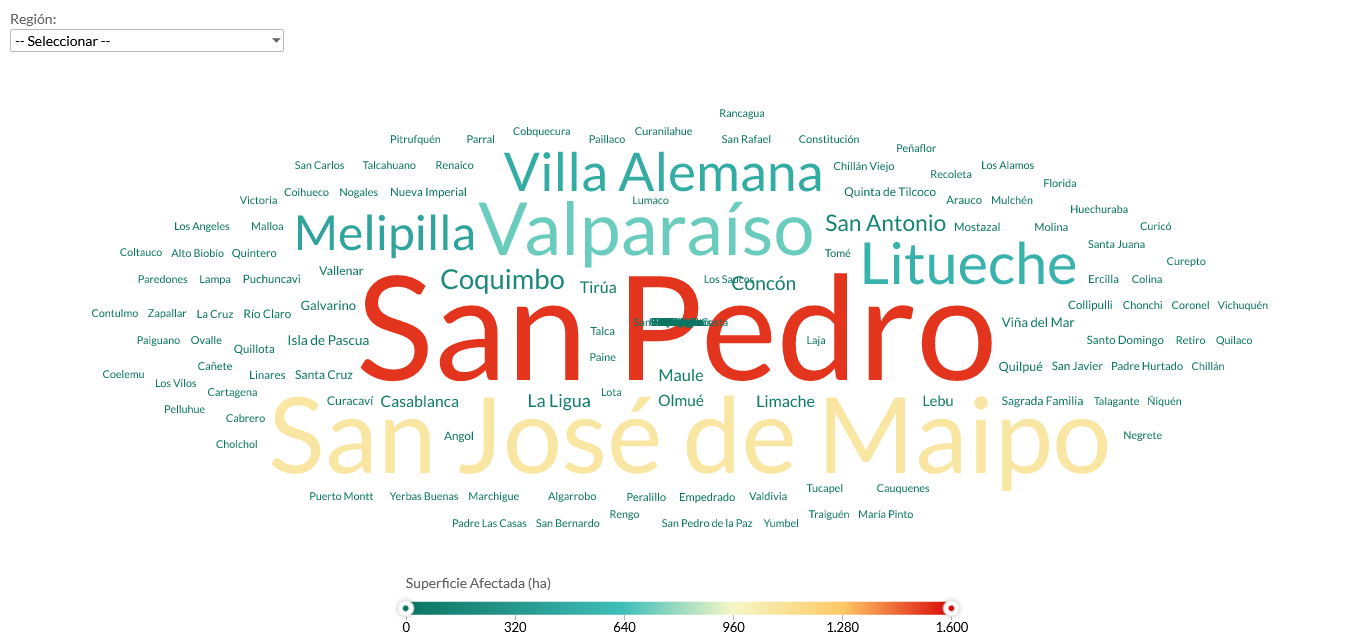 Región:
-- Seleccionar --
Rancagua
Pitrufquén Parral Cobquecura Paillaco Curanilahue San Rafael Constitución
Peñaflor
San Carlos Talcahuano Renaico Villa Alemana Chillán Viejo Recoleta Los Alamos
Florida
Victoria Coihueco Nogales Nueva Imperial Lumaco Quinta de Tilcoco Arauco Mulchén
Huechuraba
Los Angeles Malloa Melipilla Valparaíso San Antonio Mostazal Molina Curicó
Santa Juana
Coltauco Alto Biobío Quintero Tomé Litueche Curepto
Vallenar
Paredones Lampa Puchuncavi Coquimbo Tirúa Los Sauces Concón Ercilla Colina
Galvarino Collipulli Chonchi Coronel Vichuquén
Contulmo Zapallar La Cruz Río Claro San Pedro Viña del Mar
Talca
Paiguano Ovalle Quillota Isla de Pascua Laja Santo Domingo Retiro Quilaco
Paine
Cañete Quilpué San Javier Padre Hurtado Chillán
Coelemu Los Vilos Linares Santa Cruz Maule
Cartagena Lota
Curacaví Casablanca La Ligua Olmué Limache Lebu Sagrada Familia Talagante Ñiquén
Pelluhue
Cabrero
Cholchol San José de Maipo Angol Negrete
Puerto Montt Yerbas Buenas Marchigue Algarrobo Peralillo Empedrado Valdivia Tucapel Cauquenes
Padre Las Casas San Bernardo Rengo San Pedro de la Paz Yumbel Traiguén María Pinto
Superficie Afectada (ha)
0 320 640 960 1.280 1.600